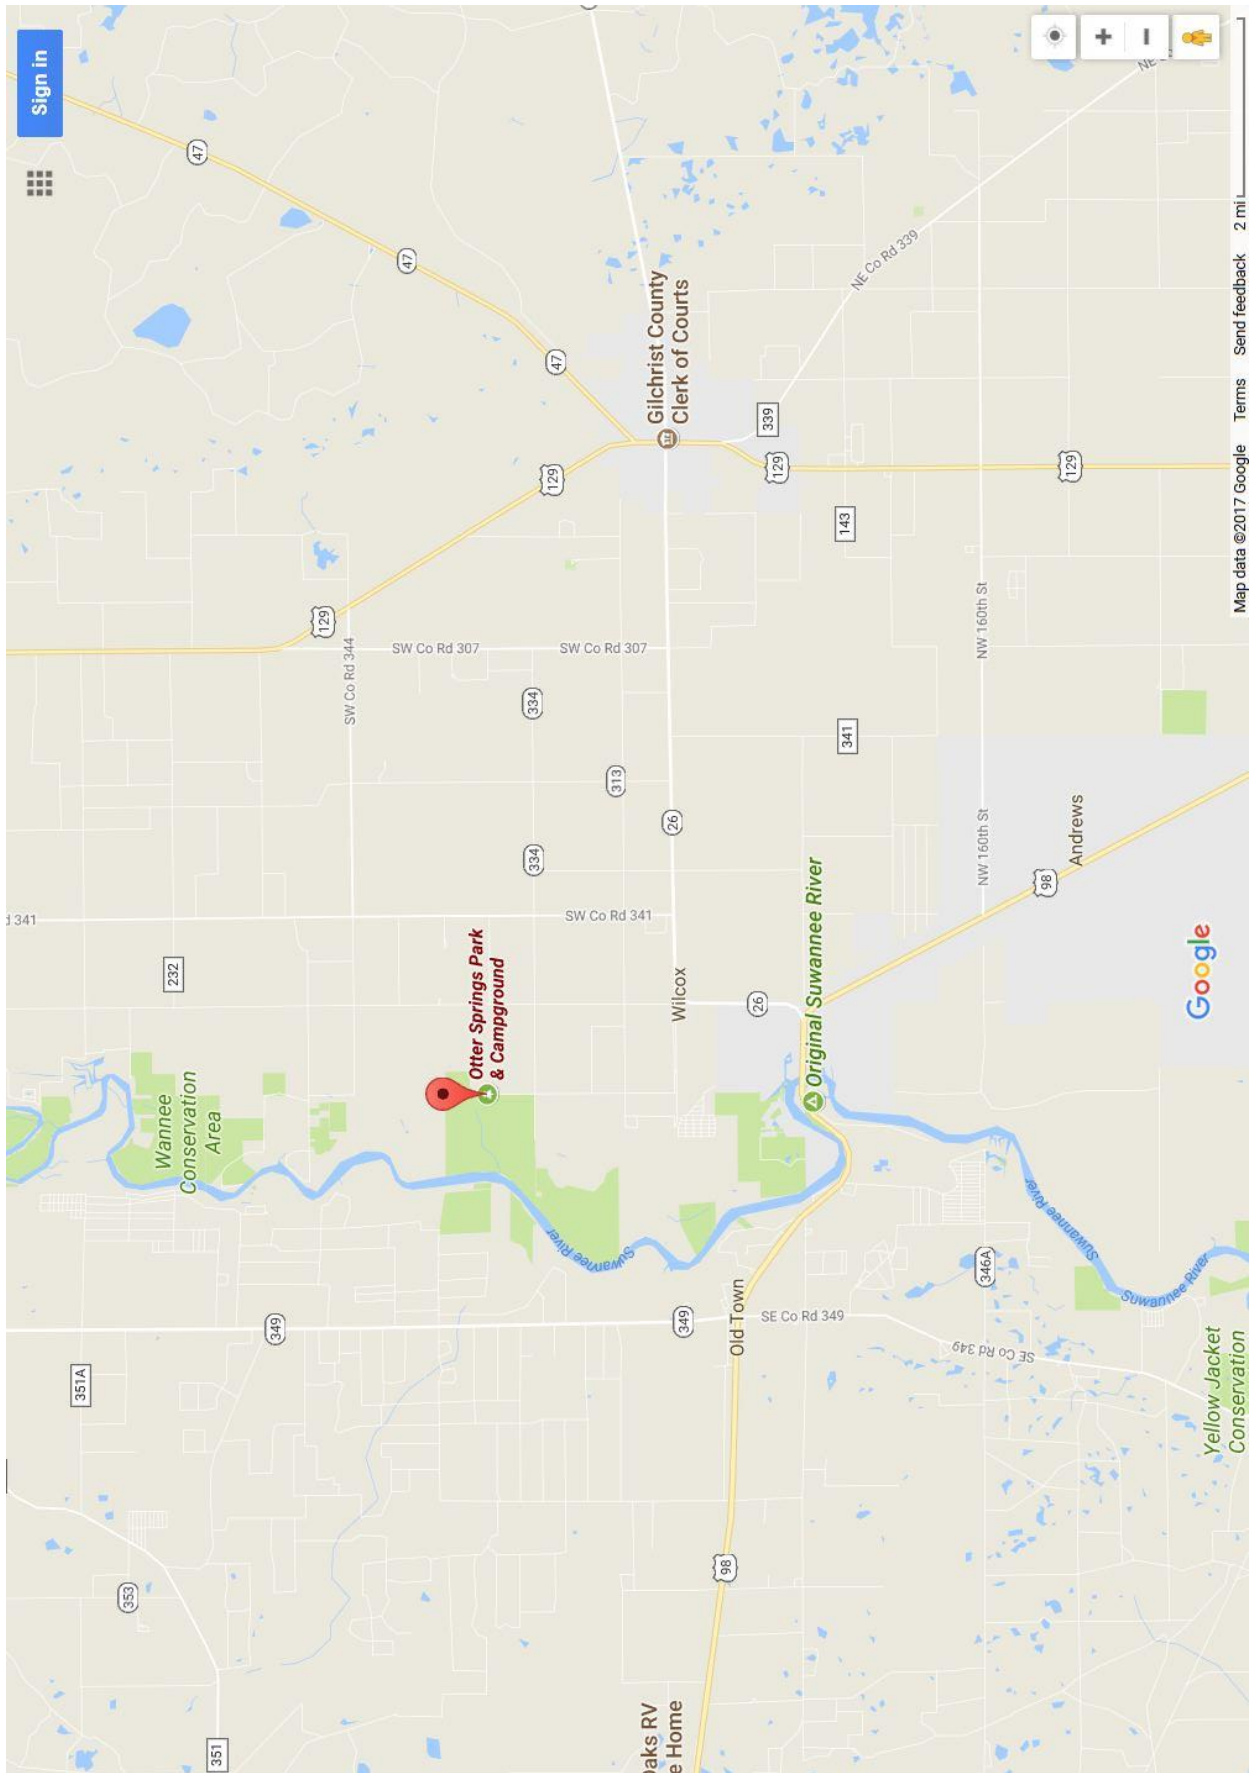 Sign in
47
47
47
Gilchrist County
Clerk of Courts
NE Co Rd 339
339
129
129
129
129
143
SW Co Rd 344
SW Co Rd 307
SW Co Rd 307
334
334
313
26
341
NW 160th St
NW 160th St
Andrews
98
SW Co Rd 341
232
Otter Springs Park
& Campground
Wilcox
26
Original Suwannee River
Wannee
Conservation
Area
Suwannee River
Suwannee River
Suwannee River
Suwannee River
349
349
Old Town
SE Co Rd 349
SE Co Rd 349
346A
351A
353
351
98
Yellow Jacket
Conservation
Oaks RV
e Home
Google
Map data ©2017 Google
Terms
Send feedback
2 mi